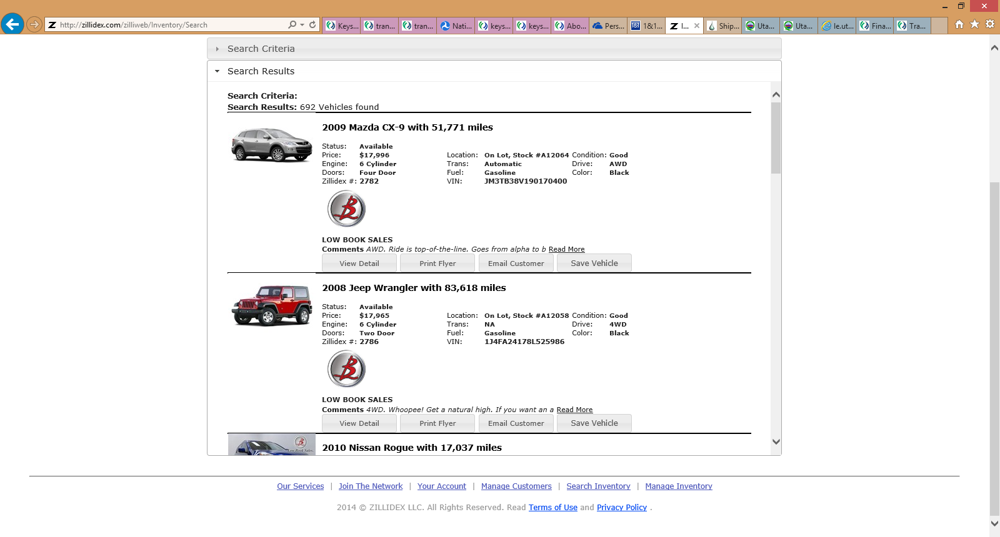 http://zillidex.com/zilliweb/Inventory/Search
Keys...
tran...
tran...
Nati...
keys...
keys...
Abo...
Pers...
1&1...
I...
Ship...
Uta...
Uta...
le.ut...
Fina...
Tra...
Search Criteria
Search Results
Search Criteria:
Search Results: 692 Vehicles found
2009 Mazda CX-9 with 51,771 miles
Status: Available
Price: $17,996 Location: On Lot, Stock #A12064 Condition: Good
Engine: 6 Cylinder Trans: Automatic Drive: AWD
Doors: Four Door Fuel: Gasoline Color: Black
Zillidex #: 2782 VIN: JM3TB38V190170400
LOW BOOK SALES
Comments AWD. Ride is top-of-the-line. Goes from alpha to b Read More
View Detail Print Flyer Email Customer Save Vehicle
2008 Jeep Wrangler with 83,618 miles
Status: Available
Price: $17,965 Location: On Lot, Stock #A12058 Condition: Good
Engine: 6 Cylinder Trans: NA Drive: 4WD
Doors: Two Door Fuel: Gasoline Color: Black
Zillidex #: 2786 VIN: 1J4FA24178L525986
LOW BOOK SALES
Comments 4WD. Whoopee! Get a natural high. If you want an a Read More
View Detail Print Flyer Email Customer Save Vehicle
Low Book Sales
2010 Nissan Rogue with 17,037 miles
Our Services | Join The Network | Your Account | Manage Customers | Search Inventory | Manage Inventory
2014 © ZILLIDEX LLC. All Rights Reserved. Read Terms of Use and Privacy Policy .